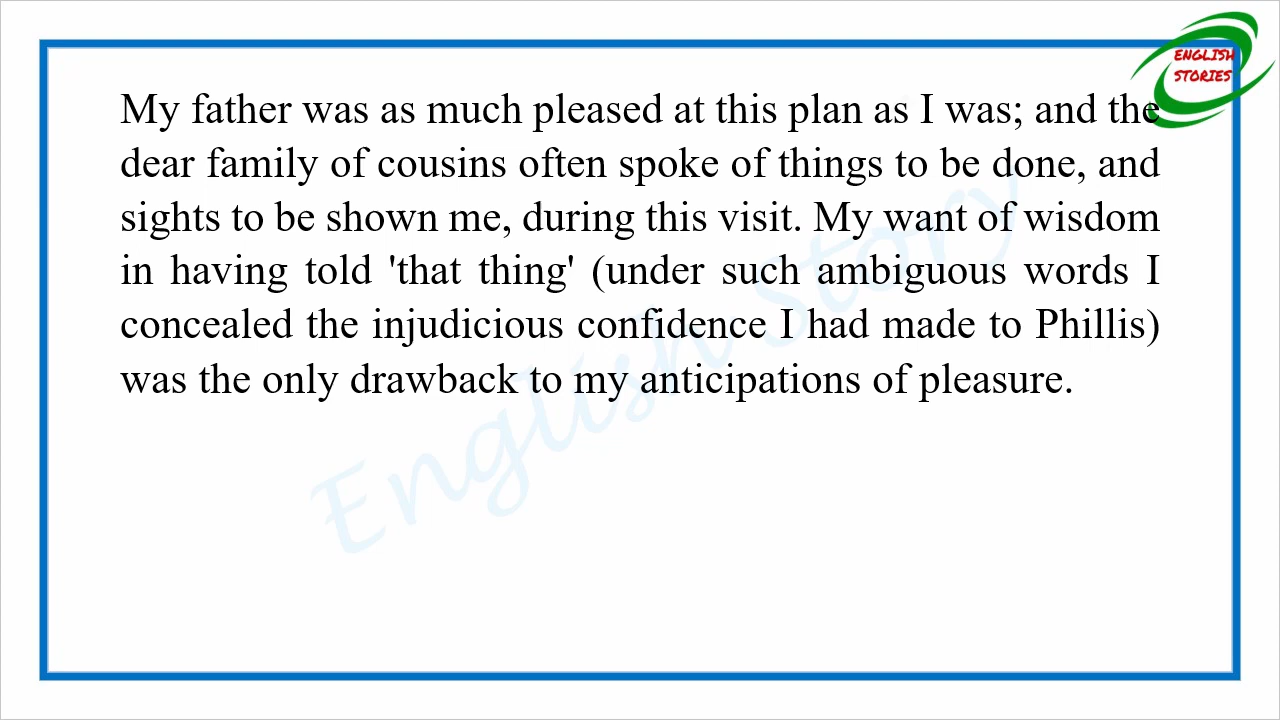 ENGLISH
STORIES
My father was as much pleased at this plan as I was; and the
dear family of cousins often spoke of things to be done, and
sights to be shown me, during this visit. My want of wisdom
in having told 'that thing' (under such ambiguous words I
concealed the injudicious confidence I had made to Phillis)
was the only drawback to my anticipations of pleasure.
English Story